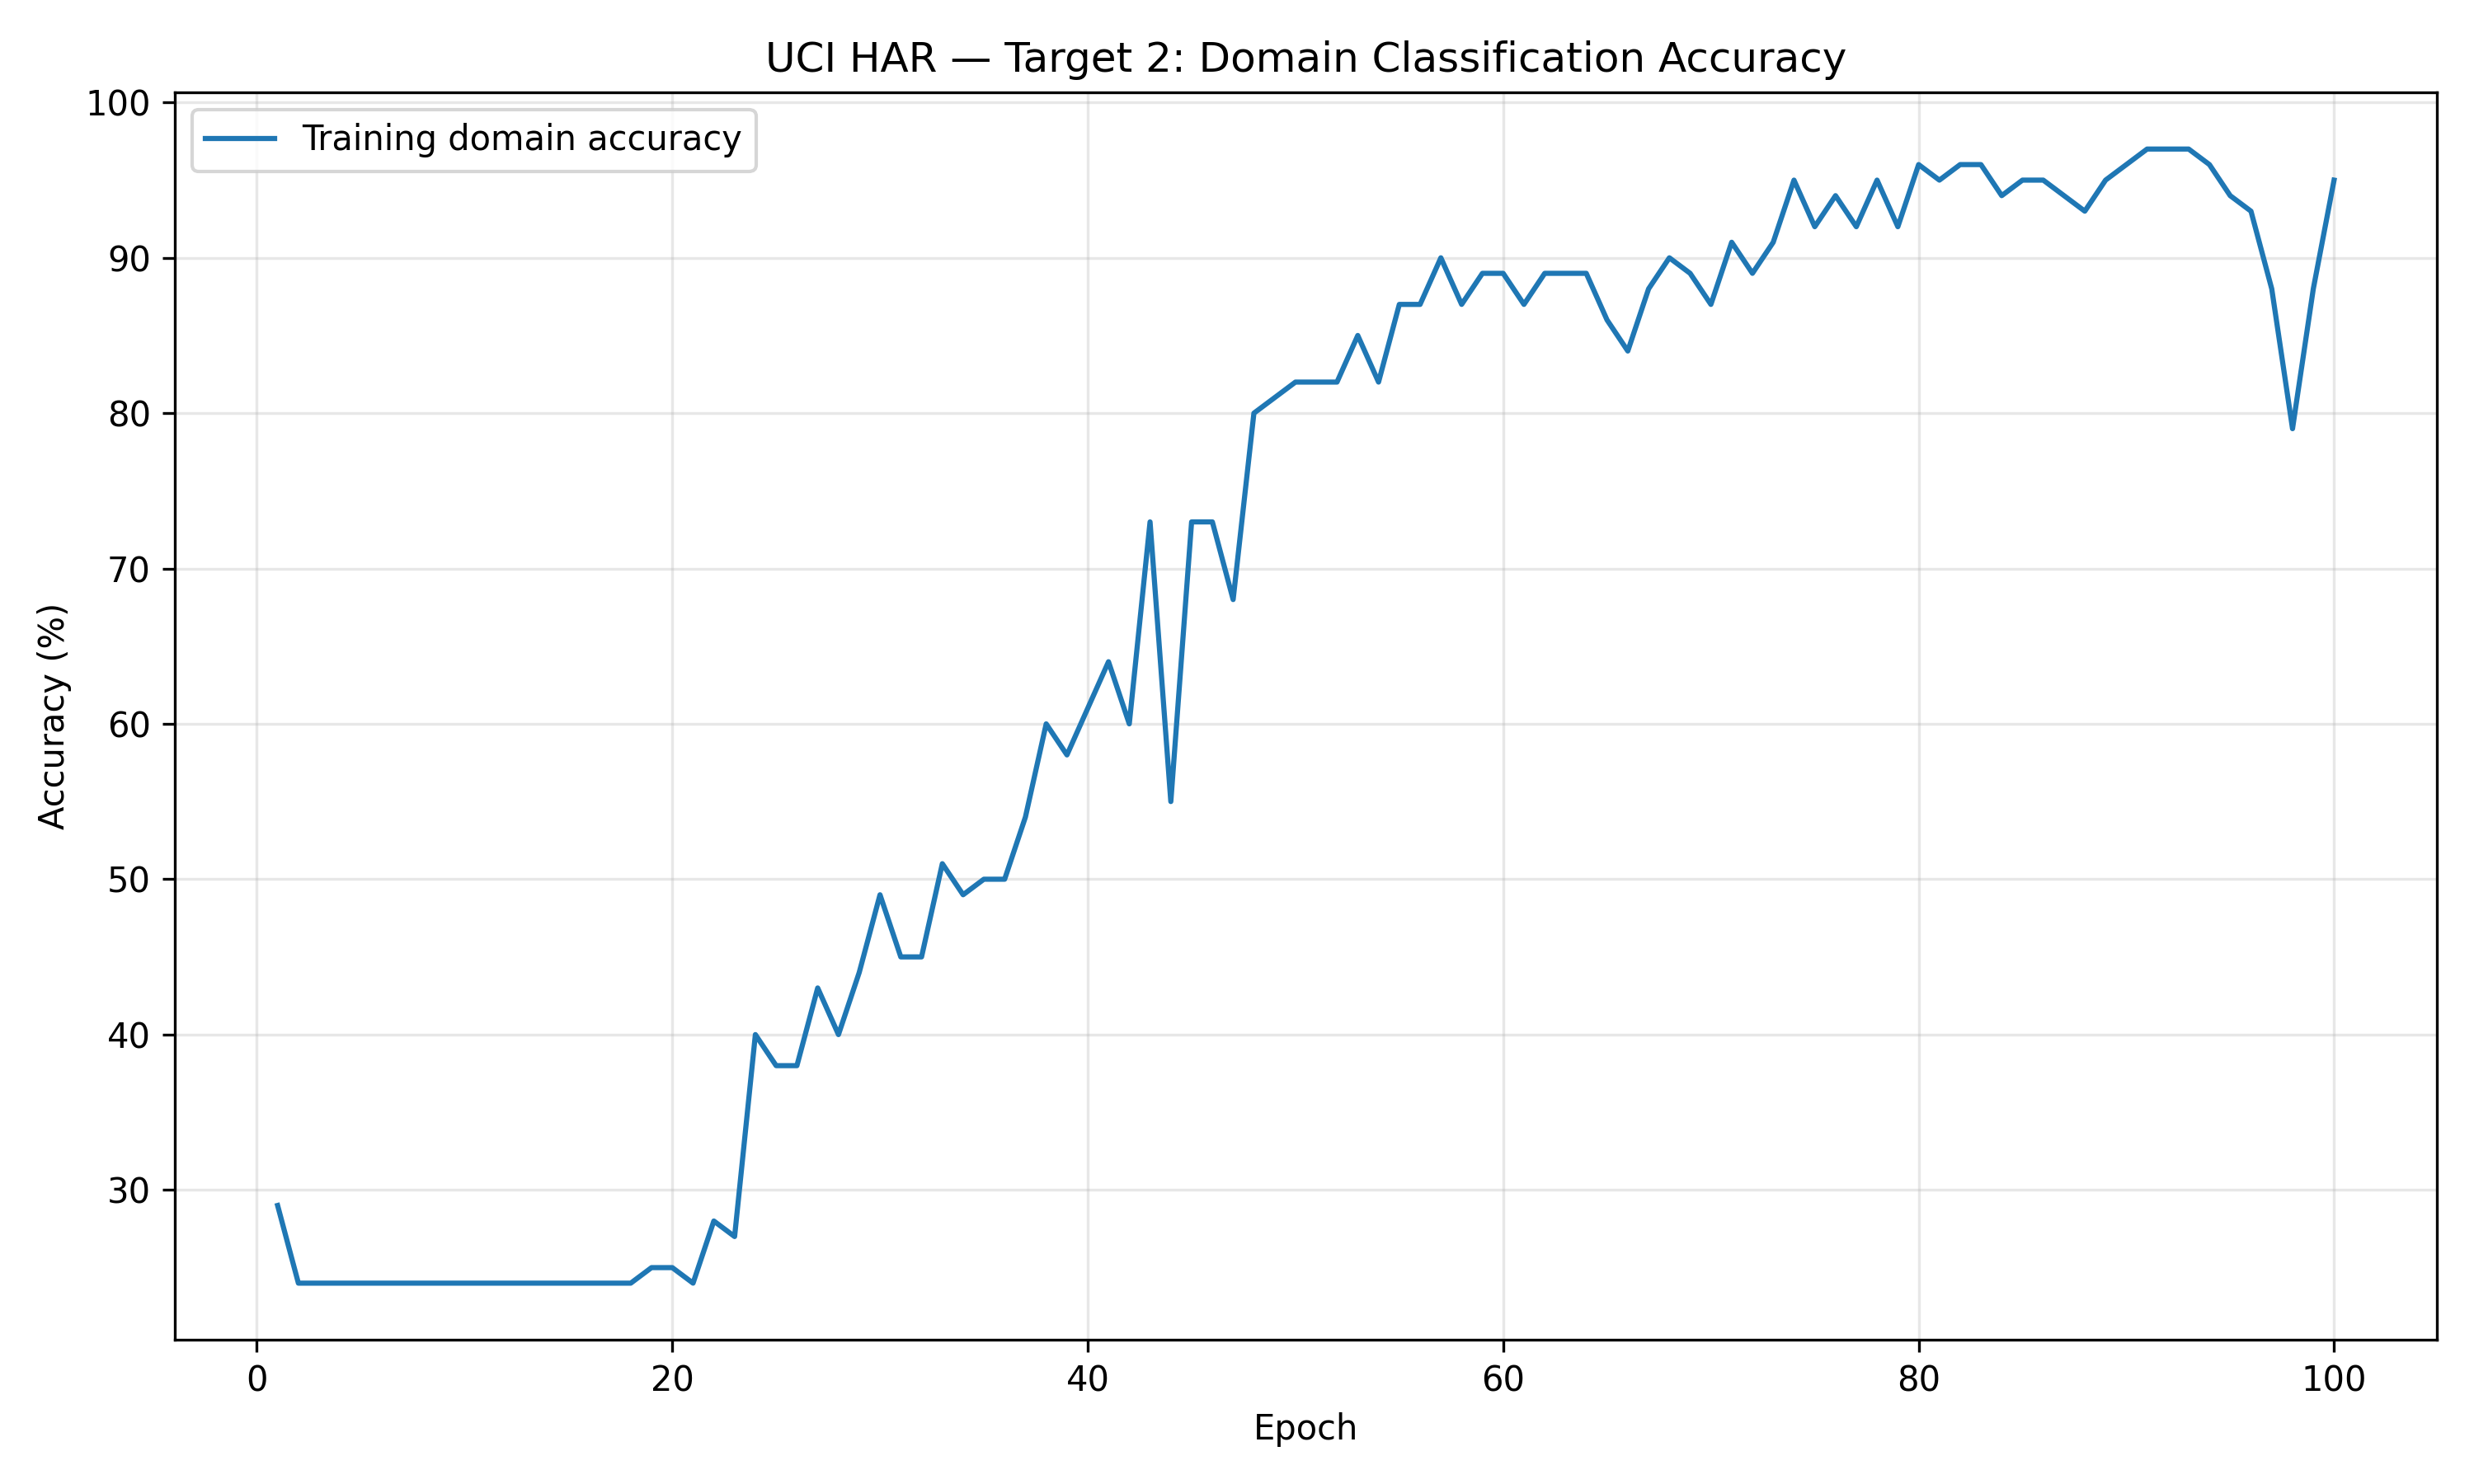 UCI HAR — Target 2: Domain Classification Accuracy
Training domain accuracy
100
90
80
70
60
50
40
30
Accuracy (%)
0 20 40 60 80 100
Epoch